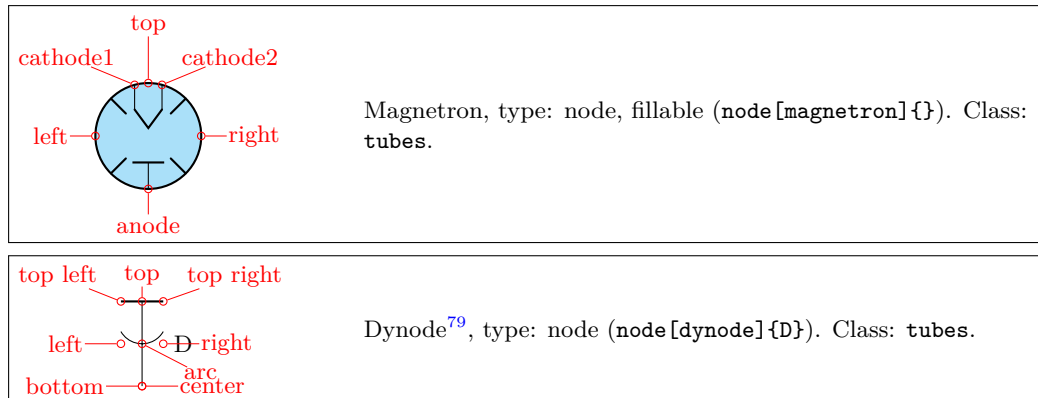 top
cathode1 cathode2
left right
anode
Magnetron, type: node, fillable (node[magnetron]{}). Class:
tubes.
top left top top right
left D right
arc
bottom center
Dynode79, type: node (node[dynode]{D}). Class: tubes.